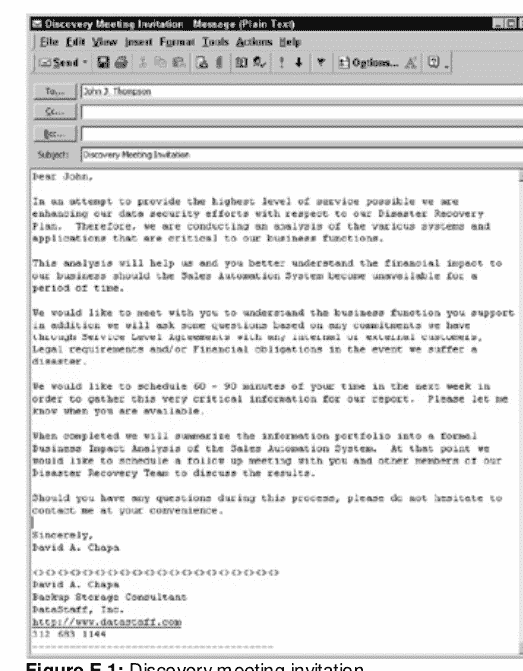 Discovery Meeting Invitation Message (Plain Text)
File Edit View Insert Format Tools Actions Help
Send Options...
To... John J. Thompson
Cc...
Bcc...
Subject: Discovery Meeting Invitation
Dear John,
In an attempt to provide the highest level of service possible we are
enhancing our data security efforts with respect to our Disaster Recovery
Plan. Therefore, we are conducting an analysis of the various systems and
applications that are critical to our business functions.
This analysis will help us and you better understand the financial impact to
our business should the Sales Automation System become unavailable for a
period of time.
We would like to meet with you to understand the business function you support
in addition we will ask some questions based on any commitments we have
through Service Level Agreements with any internal or external customers,
Legal requirements and/or Financial obligations in the event we suffer a
disaster.
We would like to schedule 60 - 90 minutes of your time in the next week in
order to gather this very critical information for our report. Please let me
know when you are available.
When completed we will summarize the information portfolio into a formal
Business Impact Analysis of the Sales Automation System. At that point we
would like to schedule a follow up meeting with you and other members of our
Disaster Recovery Team to discuss the results.
Should you have any questions during this process, please do not hesitate to
contact me at your convenience.
Sincerely,
David A. Chapa
<><><><><><><><><><><><><><><><><><>
David A. Chapa
Backup Storage Consultant
DataStaff, Inc.
http://www.datastaff.com
312 683 1144
------------------------------------
Figure E.1: Discovery meeting invitation